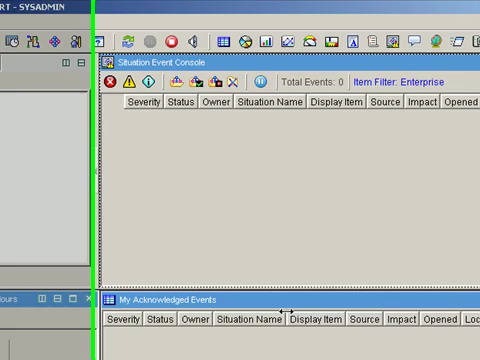 RT - SYSADMIN
Situation Event Console
Total Events: 0 Item Filter: Enterprise
Severity Status Owner Situation Name Display Item Source Impact Opened
ours
My Acknowledged Events
Severity Status Owner Situation Name Display Item Source Impact Opened Loc